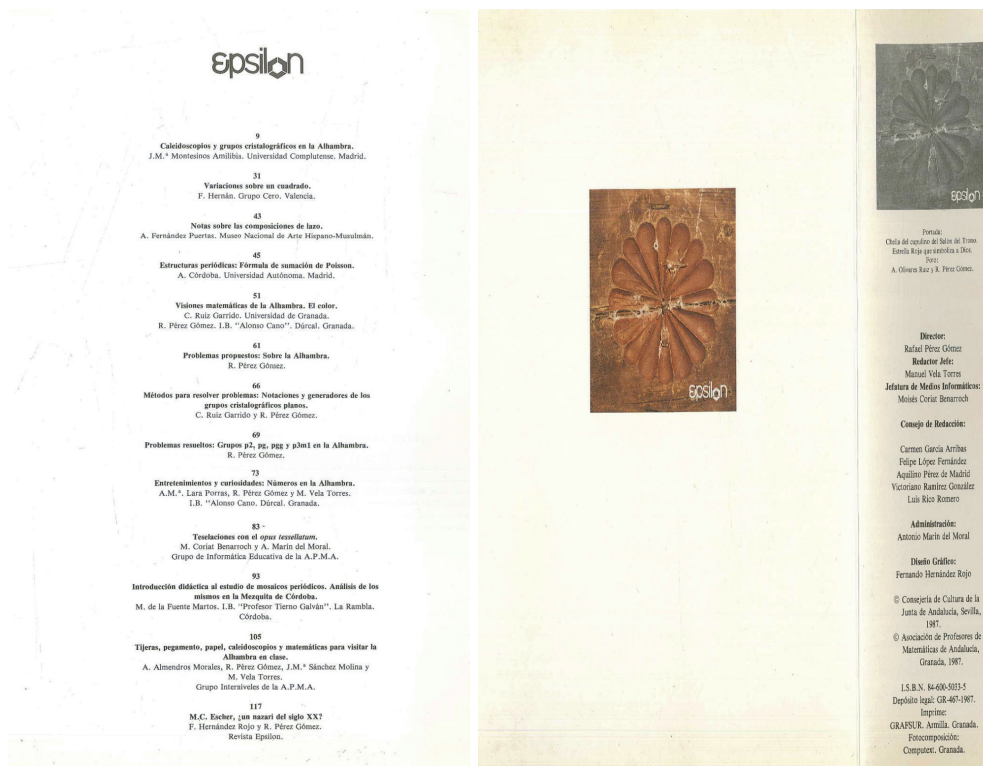 epsilon
9
Caleidoscopios y grupos cristalográficos en la Alhambra.
J.M.ª Montesinos Amilibia. Universidad Complutense. Madrid.
31
Variaciones sobre un cuadrado.
F. Hernán. Grupo Cero. Valencia.
43
Notas sobre las composiciones de lazo.
A. Fernández Puertas. Museo Nacional de Arte Hispano-Musulmán.
45
Estructuras periódicas: Fórmula de sumación de Poisson.
A. Córdoba. Universidad Autónoma. Madrid.
51
Visiones matemáticas de la Alhambra. El color.
C. Ruiz Garrido. Universidad de Granada.
R. Pérez Gómez. I.B. "Alonso Cano". Dúrcal. Granada.
61
Problemas propuestos: Sobre la Alhambra.
R. Pérez Gómez.
66
Métodos para resolver problemas: Notaciones y generadores de los
grupos cristalográficos planos.
C. Ruiz Garrido y R. Pérez Gómez.
69
Problemas resueltos: Grupos p2, pg, pgg y p3m1 en la Alhambra.
R. Pérez Gómez.
73
Entretenimientos y curiosidades: Números en la Alhambra.
A.M.ª. Lara Porras, R. Pérez Gómez y M. Vela Torres.
I.B. "Alonso Cano. Dúrcal. Granada.
83 -
Teselaciones con el opus tessellatum.
M. Coriat Benarroch y A. Marín del Moral.
Grupo de Informática Educativa de la A.P.M.A.
93
Introducción didáctica al estudio de mosaicos periódicos. Análisis de los
mismos en la Mezquita de Córdoba.
M. de la Fuente Martos. I.B. "Profesor Tierno Galván". La Rambla.
Córdoba.
105
Tijeras, pegamento, papel, caleidoscopios y matemáticas para visitar la
Alhambra en clase.
A. Almendros Morales, R. Pérez Gómez, J.M.ª Sánchez Molina y
M. Vela Torres.
Grupo Interniveles de la A.P.M.A.
117
M.C. Escher, ¿un nazarí del siglo XX?
F. Hernández Rojo y R. Pérez Gómez.
Revista Epsilon.
epsilon
epsilon
Portada:
Chella del cupulino del Salón del Trono.
Estrella Roja que simboliza a Dios.
Foto:
A. Olivares Ruiz y R. Pérez Gómez.
Director:
Rafael Pérez Gómez
Redactor Jefe:
Manuel Vela Torres
Jefatura de Medios Informáticos:
Moisés Coriat Benarroch
Consejo de Redacción:
Carmen García Arribas
Felipe López Fernández
Aquilino Pérez de Madrid
Victoriano Ramírez González
Luis Rico Romero
Administración:
Antonio Marín del Moral
Diseño Gráfico:
Fernando Hernández Rojo
© Consejería de Cultura de la
Junta de Andalucía, Sevilla,
1987.
© Asociación de Profesores de
Matemáticas de Andalucía,
Granada, 1987.
I.S.B.N. 84-600-5033-5
Depósito legal: GR-467-1987.
Imprime:
GRAFSUR. Armilla. Granada.
Fotocomposición:
Computext. Granada.